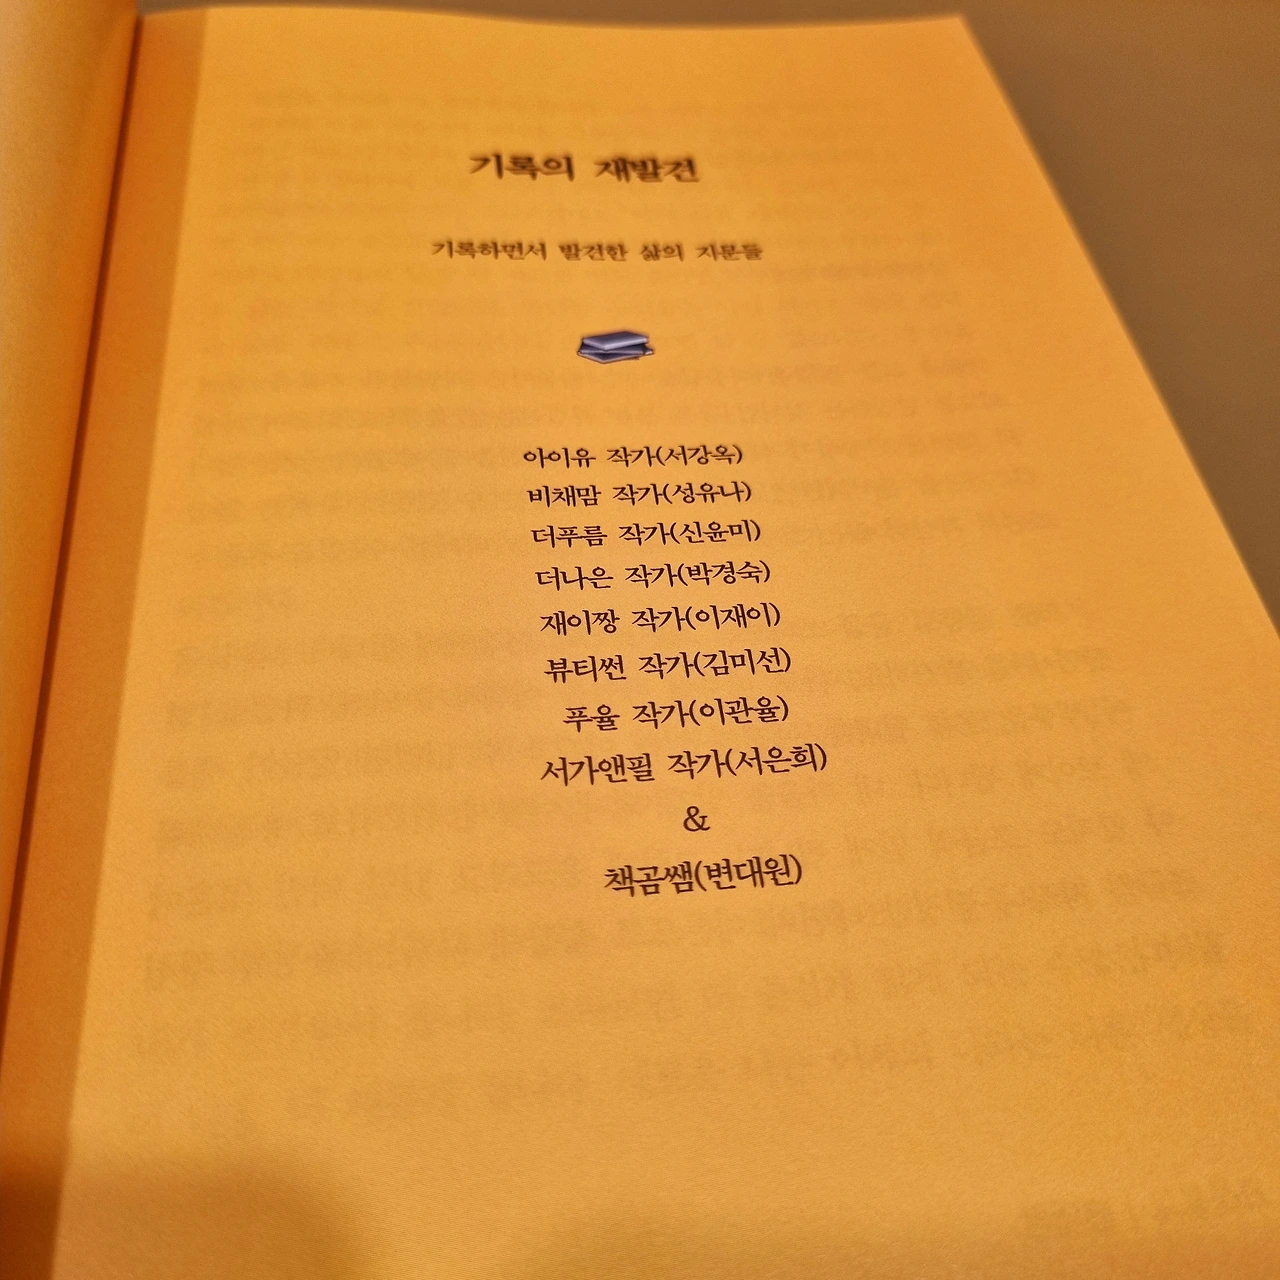 기록의 재발견
기록하면서 발견한 삶의 지문들
아이유 작가(서강옥)
비채맘 작가(성유나)
더푸름 작가(신윤미)
더나은 작가(박경숙)
재이짱 작가(이재이)
뷰티썬 작가(김미선)
푸율 작가(이관율)
서가앤필 작가(서은희)
&
책곰쌤(변대원)